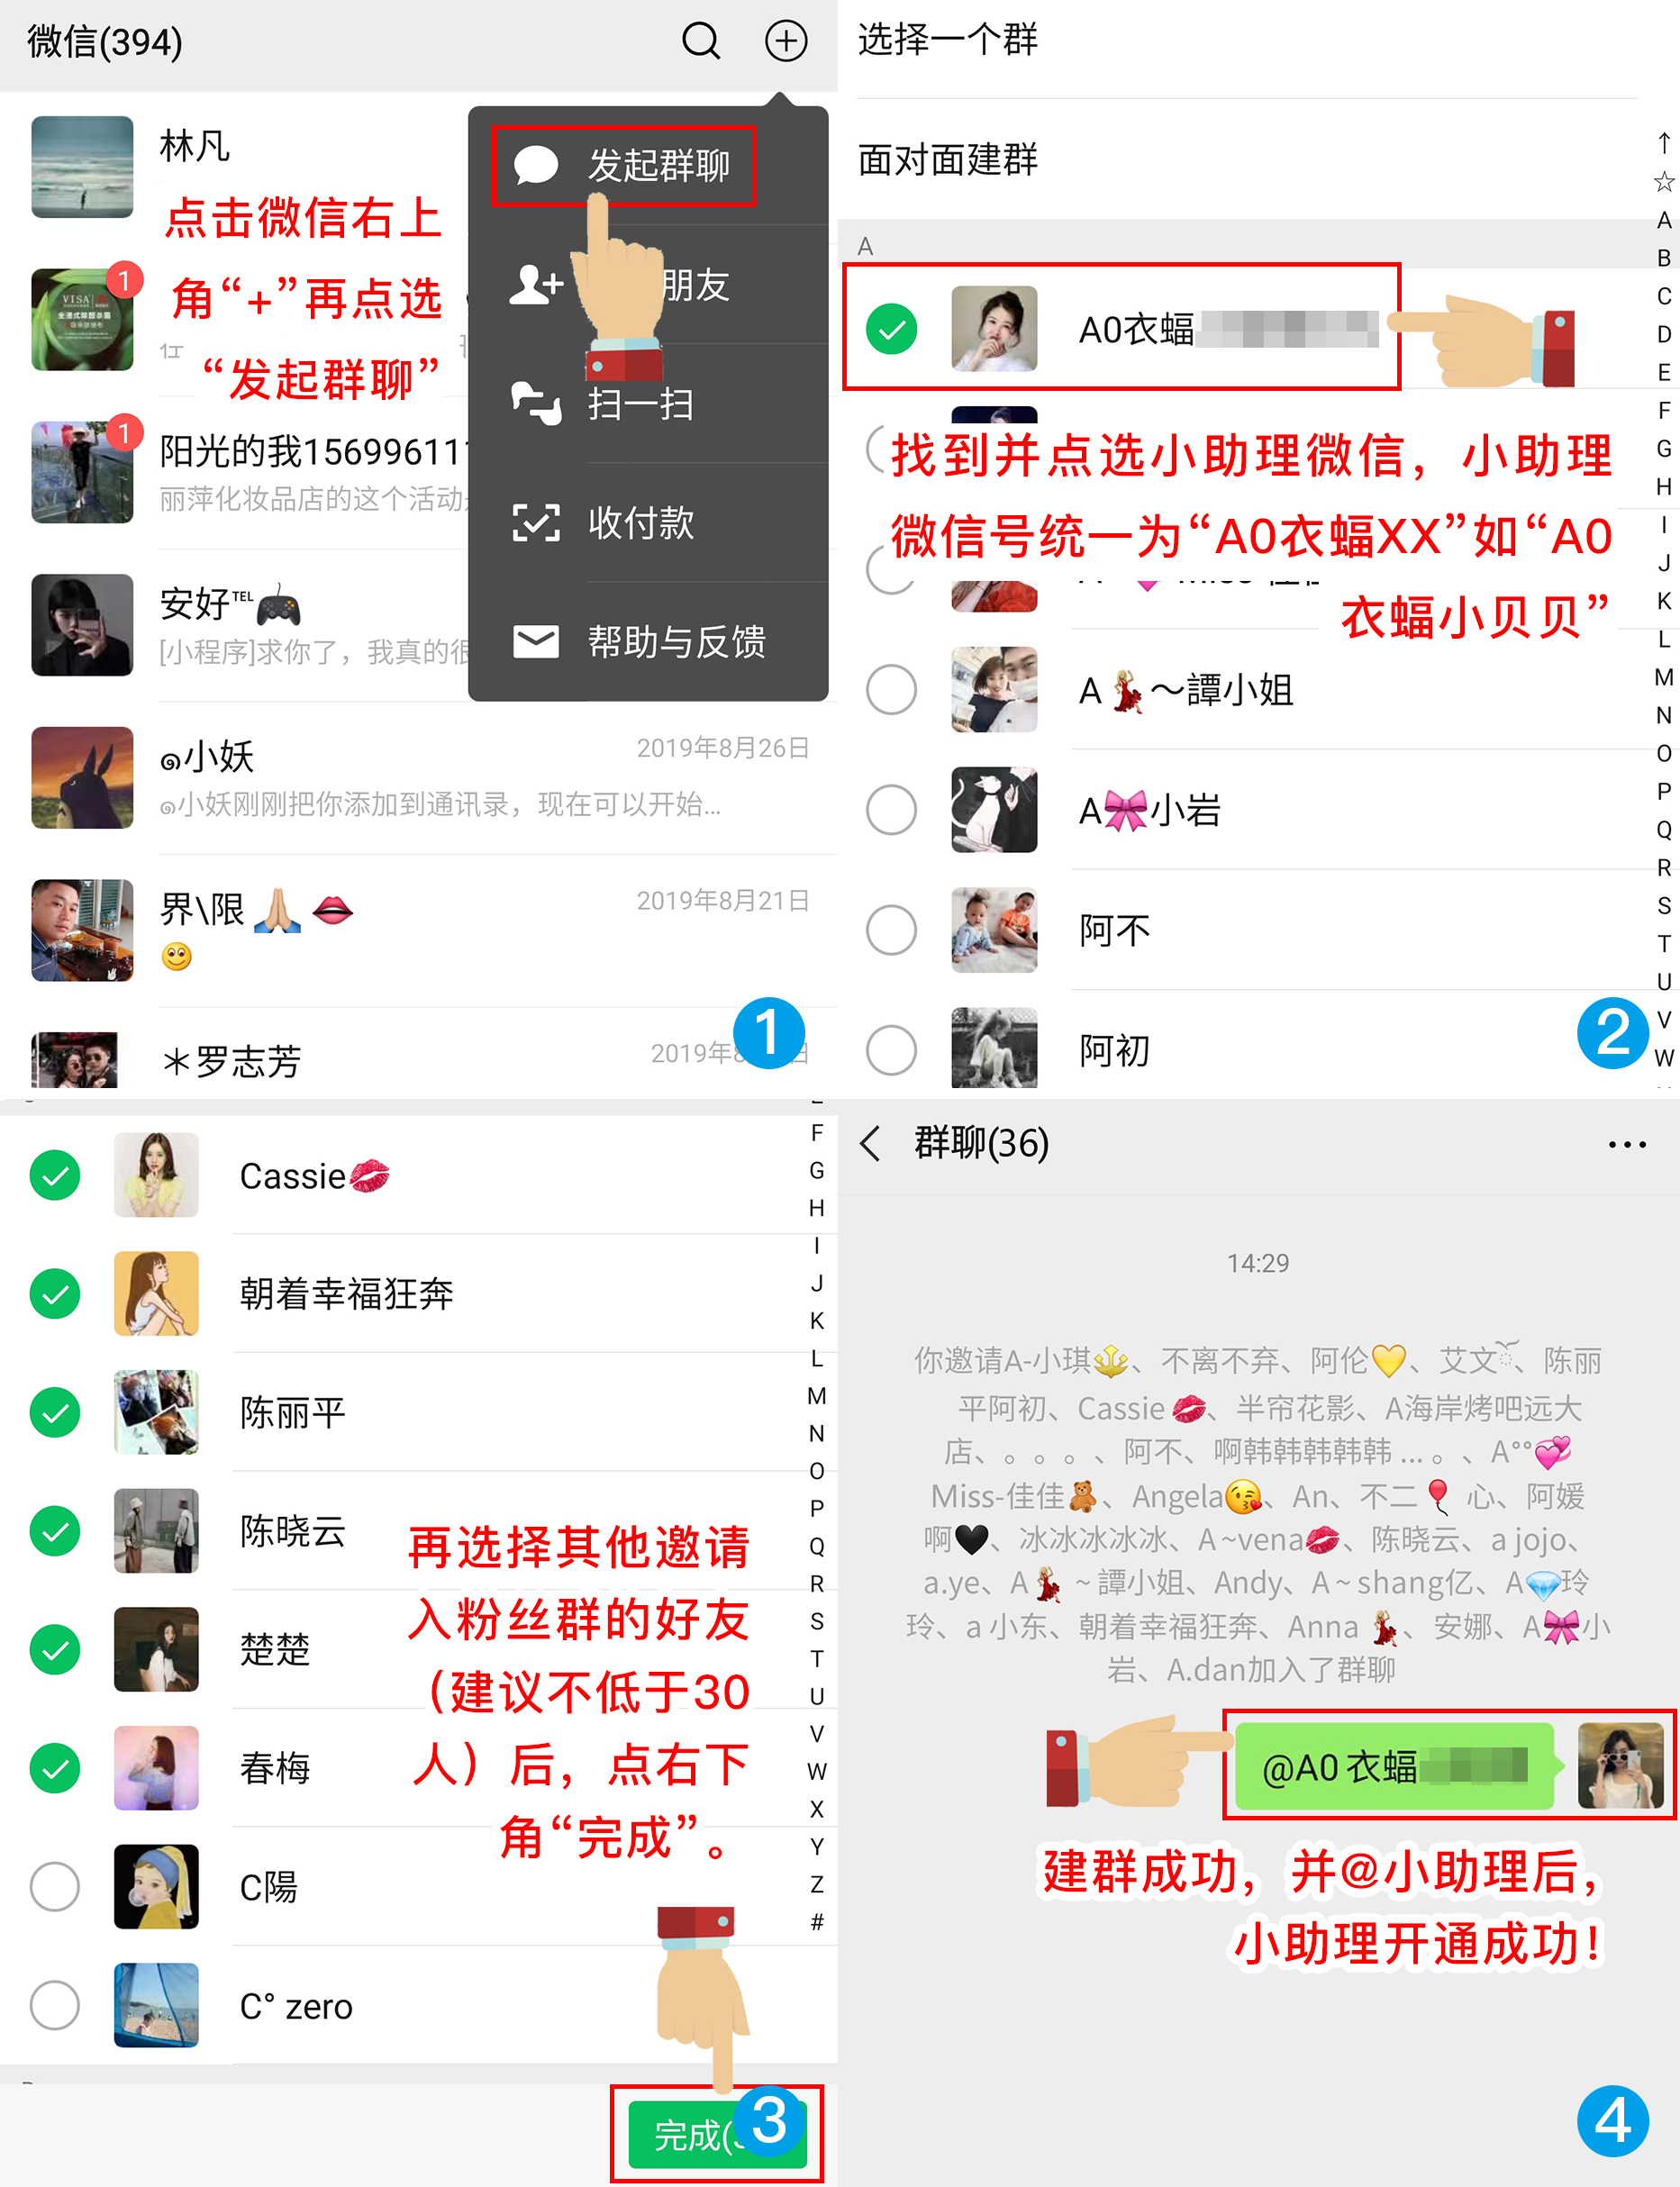 微信(394)
林凡
点击微信右上
角“+”再点选
“发起群聊”
发起群聊
朋友
扫一扫
收付款
帮助与反馈
1
VISA
1
阳光的我156996111
丽萍化妆品店的这个活动
安好TEL🎮
[小程序]求你了，我真的很
๑小妖
2019年8月26日
๑小妖刚刚把你添加到通讯录，现在可以开始...
界\限🙏👄
2019年8月21日
🙂
＊罗志芳
2019年8
日
1
选择一个群
面对面建群
A
A0衣蝠
找到并点选小助理微信，小助理
微信号统一为“A0衣蝠XX”如“A0
衣蝠小贝贝”
A💃～譚小姐
A🎀小岩
阿不
阿初
↑
☆
A
B
C
D
E
F
G
H
I
J
K
L
M
N
O
P
Q
R
S
T
U
V
W
2
Cassie💋
朝着幸福狂奔
陈丽平
陈晓云
楚楚
春梅
C陽
C° zero
再选择其他邀请
入粉丝群的好友
（建议不低于30
人）后，点右下
角“完成”。
F
G
H
I
J
K
L
M
N
O
P
Q
R
S
T
U
V
W
X
Y
Z
#
完成(
3
群聊(36)
...
14:29
你邀请A-小琪🔱、不离不弃、阿伦💛、艾文、陈丽
平阿初、Cassie💋、半帘花影、A海岸烤吧远大
店、。。。。、阿不、啊韩韩韩韩韩 ... 。、A°°💞
Miss-佳佳🧸、Angela😘、An、不二🎈心、阿媛
啊🖤、冰冰冰冰冰、A ~vena💋、陈晓云、a jojo、
a.ye、A💃 ~ 譚小姐、Andy、A ~ shang亿、A💎玲
玲、a 小东、朝着幸福狂奔、Anna 💃、安娜、A🎀小
岩、A.dan加入了群聊
@A0 衣蝠
建群成功，并@小助理后，
小助理开通成功！
4